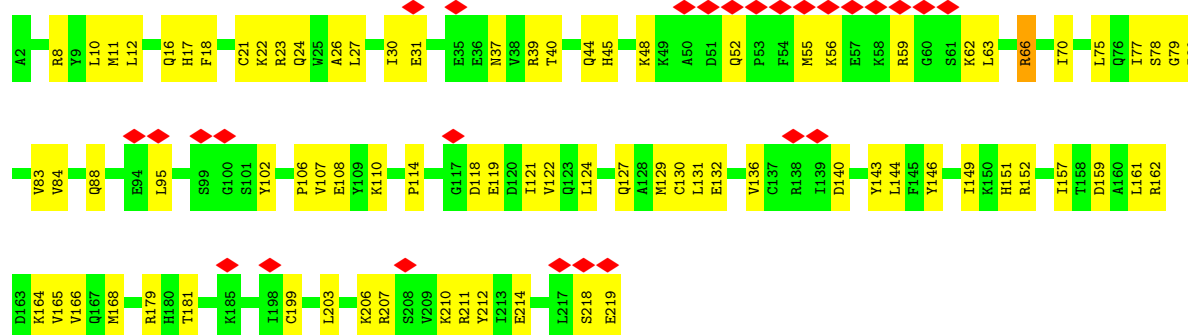 A2 R8 Y9 L10 M11 L12 Q16 H17 F18 C21 K22 R23 Q24 W25 A26 L27 I30 E31 E35 E36 N37 V38 R39 T40 Q44 H45 K48 K49 A50 D51 Q52 P53 F54 M55 K56 E57 K58 R59 G60 S61 K62 L63 R66 I70 L75 Q76 I77 S78 G79
V83 V84 Q88 E94 L95 S99 G100 S101 Y102 P106 V107 E108 Y109 K110 P114 G117 D118 E119 D120 I121 V122 Q123 L124 Q127 A128 M129 C130 L131 E132 V136 C137 R138 I139 D140 Y143 L144 F145 Y146 I149 K150 H151 R152 I157 T158 D159 A160 L161 R162
D163 K164 V165 V166 Q167 M168 R179 H180 T181 K185 I198 C199 L203 K206 R207 S208 V209 K210 R211 Y212 I213 E214 L217 S218 E219